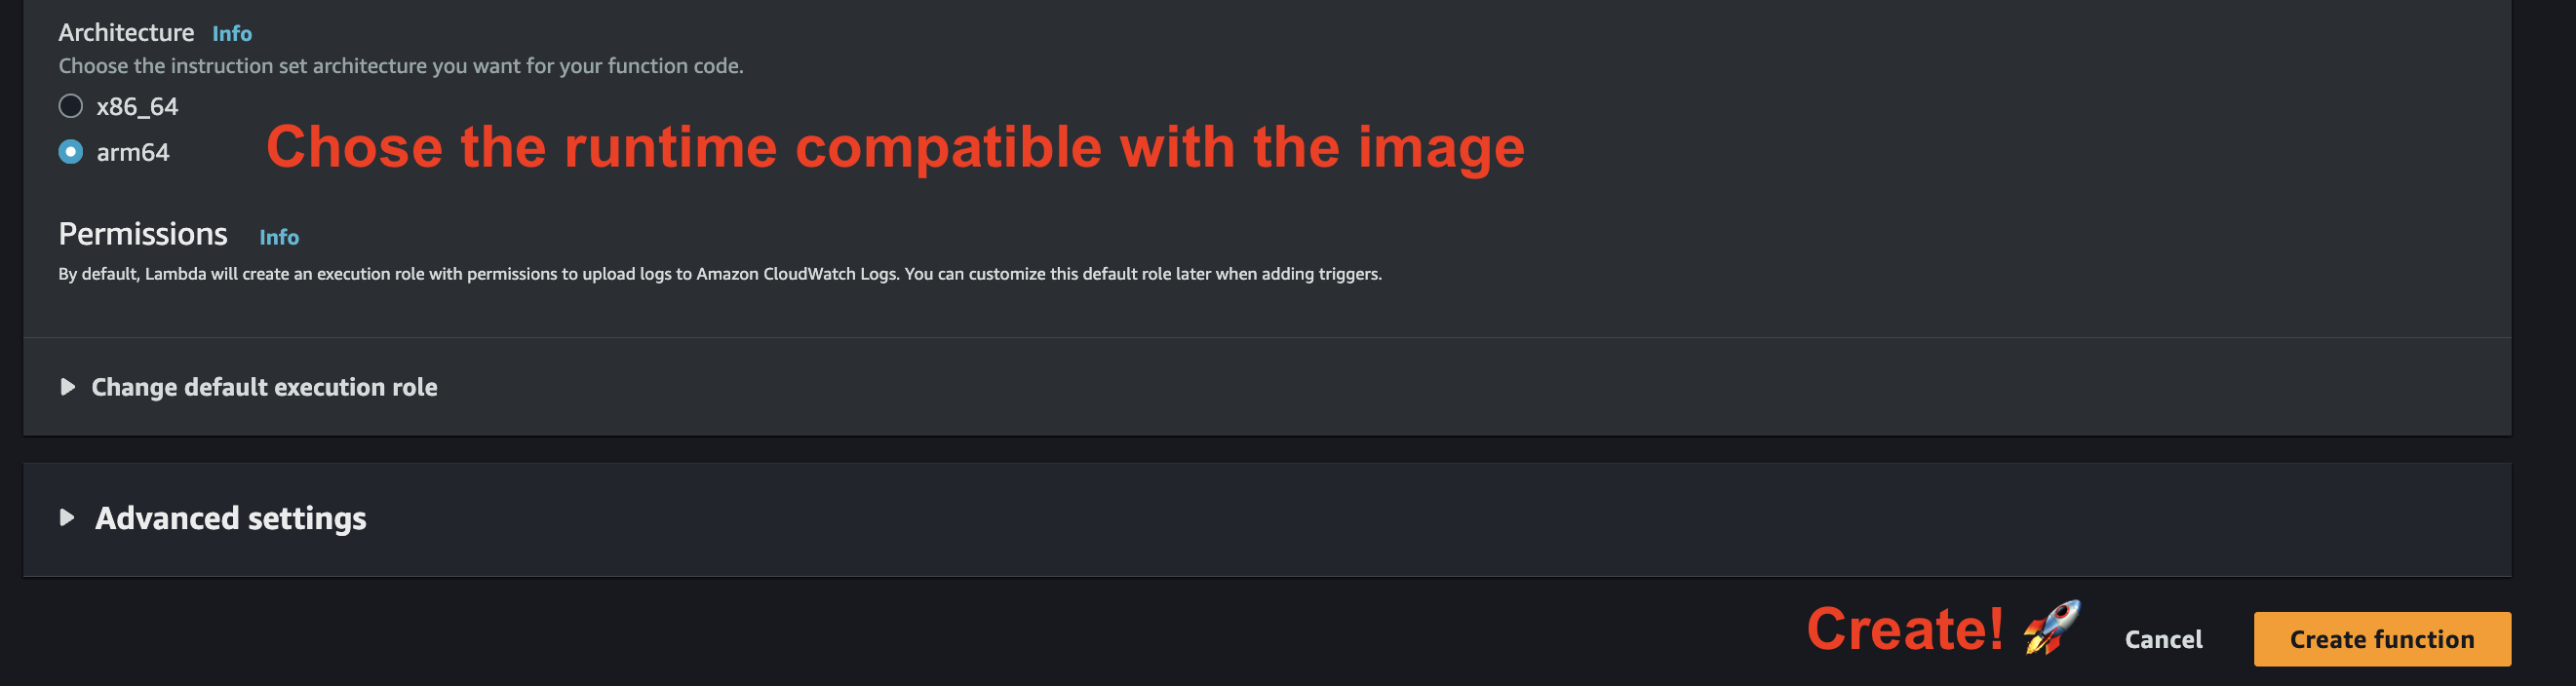 Architecture Info
Choose the instruction set architecture you want for your function code.
x86_64
arm64
Chose the runtime compatible with the image
Permissions Info
By default, Lambda will create an execution role with permissions to upload logs to Amazon CloudWatch Logs. You can customize this default role later when adding triggers.
Change default execution role
Advanced settings
Create! 🚀 Cancel Create function